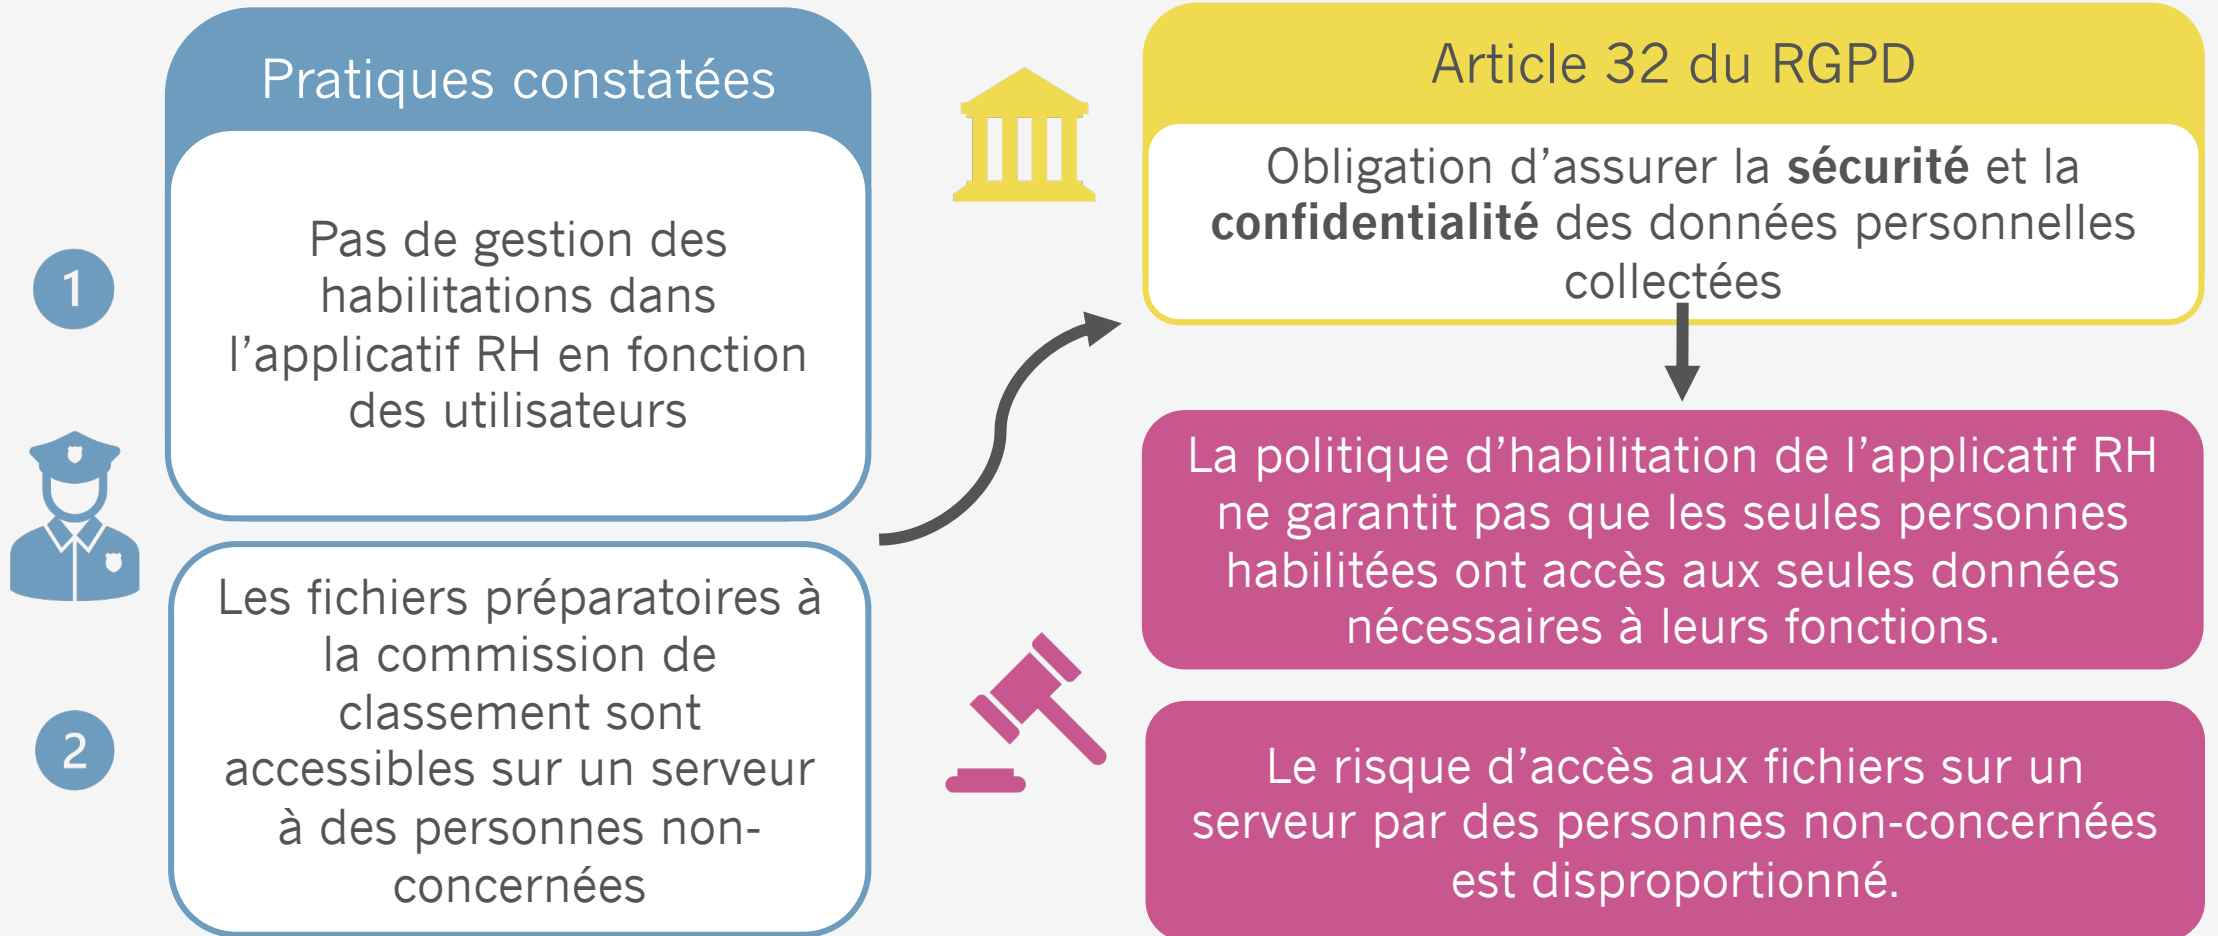 Pratiques constatées
1
Pas de gestion des
habilitations dans
l’applicatif RH en fonction
des utilisateurs
2
Les fichiers préparatoires à
la commission de
classement sont
accessibles sur un serveur
à des personnes non-
concernées
Article 32 du RGPD
Obligation d’assurer la sécurité et la
confidentialité des données personnelles
collectées
La politique d’habilitation de l’applicatif RH
ne garantit pas que les seules personnes
habilitées ont accès aux seules données
nécessaires à leurs fonctions.
Le risque d’accès aux fichiers sur un
serveur par des personnes non-concernées
est disproportionné.